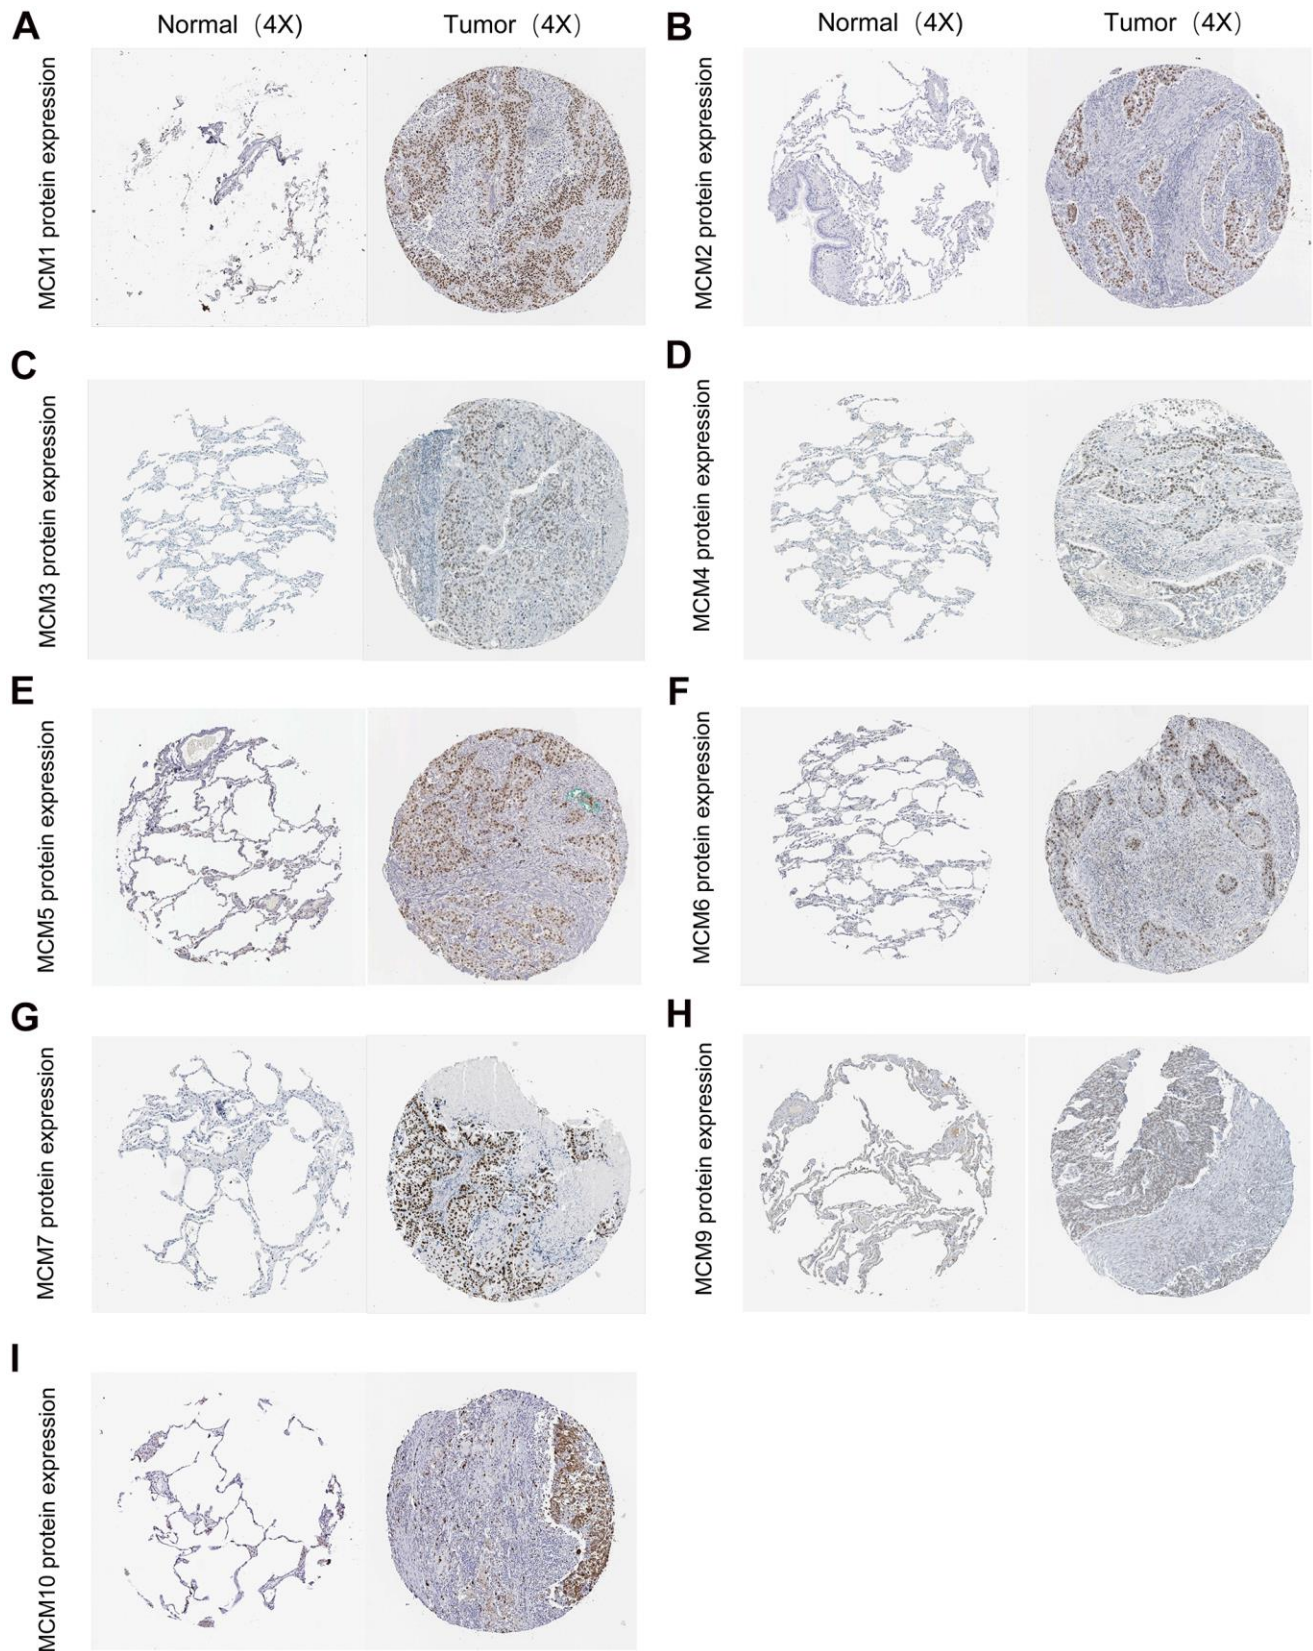 A Normal (4X) Tumor (4X) B Normal (4X) Tumor (4X)
MCM1 protein expression
MCM2 protein expression
C
D
MCM3 protein expression
MCM4 protein expression
E
F
MCM5 protein expression
MCM6 protein expression
G
H
MCM7 protein expression
MCM9 protein expression
I
MCM10 protein expression